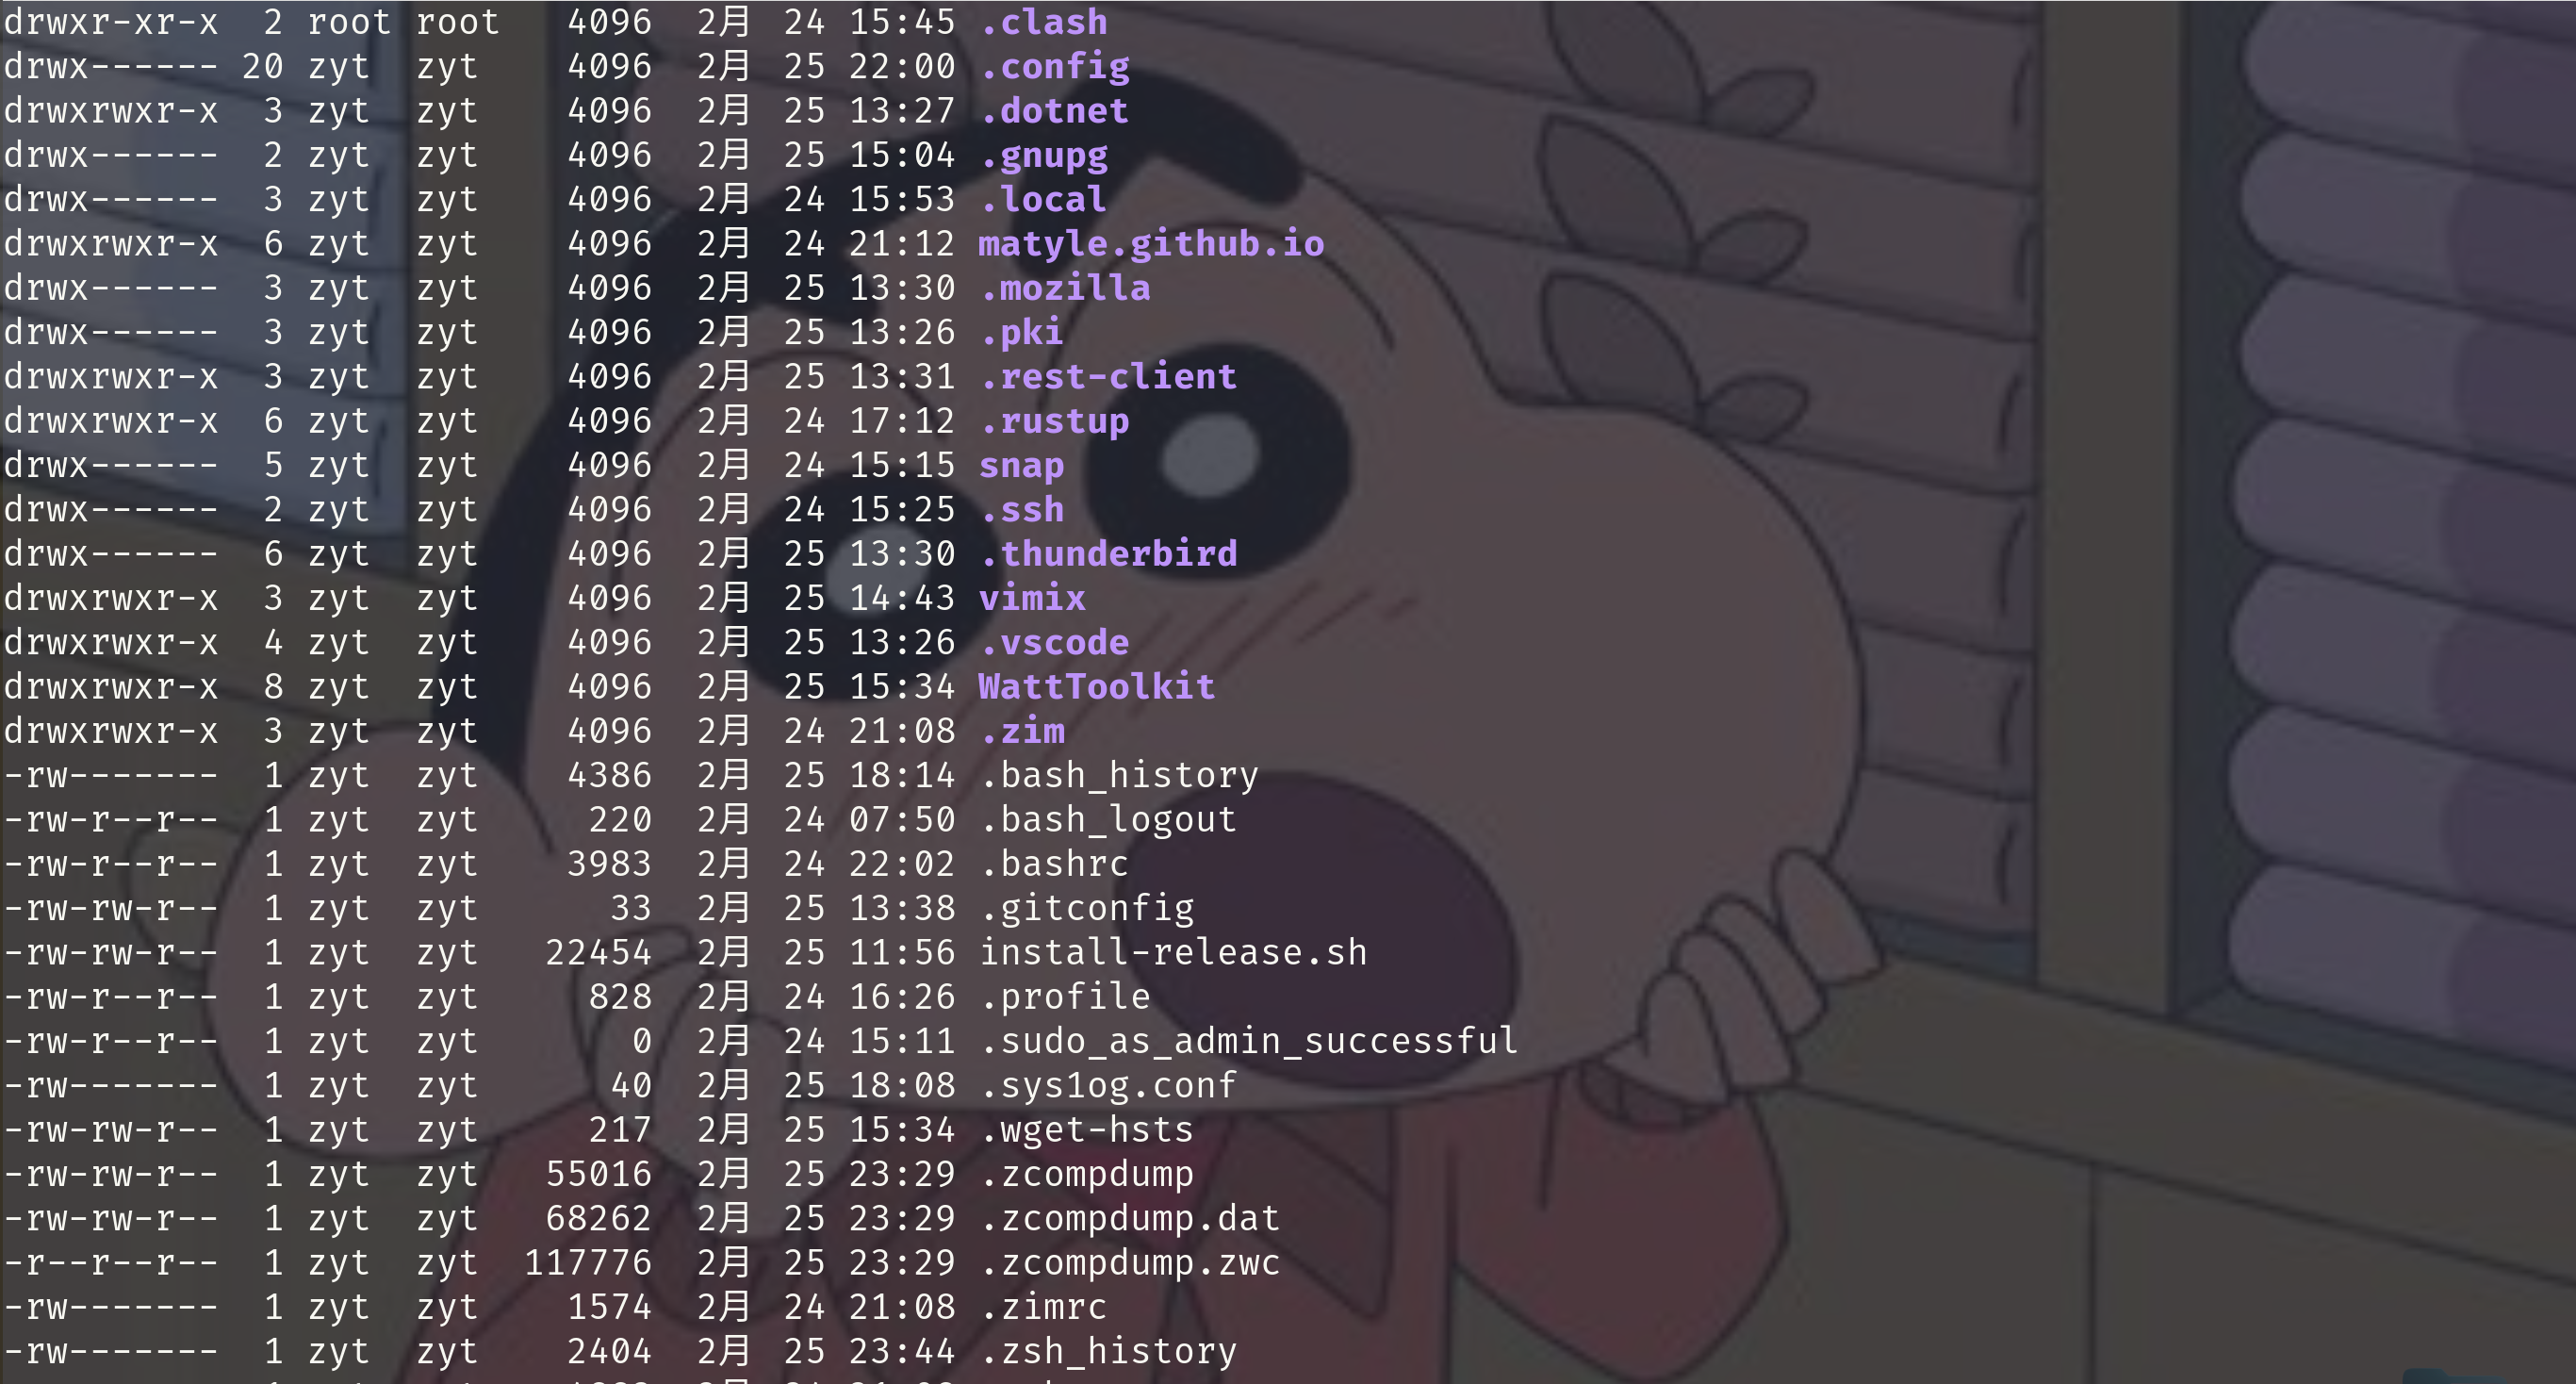 drwxr-xr-x 2 root root 4096 2月 24 15:45 .clash
drwx------ 20 zyt zyt 4096 2月 25 22:00 .config
drwxrwxr-x 3 zyt zyt 4096 2月 25 13:27 .dotnet
drwx------ 2 zyt zyt 4096 2月 25 15:04 .gnupg
drwx------ 3 zyt zyt 4096 2月 24 15:53 .local
drwxrwxr-x 6 zyt zyt 4096 2月 24 21:12 matyle.github.io
drwx------ 3 zyt zyt 4096 2月 25 13:30 .mozilla
drwx------ 3 zyt zyt 4096 2月 25 13:26 .pki
drwxrwxr-x 3 zyt zyt 4096 2月 25 13:31 .rest-client
drwxrwxr-x 6 zyt zyt 4096 2月 24 17:12 .rustup
drwx------ 5 zyt zyt 4096 2月 24 15:15 snap
drwx------ 2 zyt zyt 4096 2月 24 15:25 .ssh
drwx------ 6 zyt zyt 4096 2月 25 13:30 .thunderbird
drwxrwxr-x 3 zyt zyt 4096 2月 25 14:43 vimix
drwxrwxr-x 4 zyt zyt 4096 2月 25 13:26 .vscode
drwxrwxr-x 8 zyt zyt 4096 2月 25 15:34 WattToolkit
drwxrwxr-x 3 zyt zyt 4096 2月 24 21:08 .zim
-rw------- 1 zyt zyt 4386 2月 25 18:14 .bash_history
-rw-r--r-- 1 zyt zyt 220 2月 24 07:50 .bash_logout
-rw-r--r-- 1 zyt zyt 3983 2月 24 22:02 .bashrc
-rw-rw-r-- 1 zyt zyt 33 2月 25 13:38 .gitconfig
-rw-rw-r-- 1 zyt zyt 22454 2月 25 11:56 install-release.sh
-rw-r--r-- 1 zyt zyt 828 2月 24 16:26 .profile
-rw-r--r-- 1 zyt zyt 0 2月 24 15:11 .sudo_as_admin_successful
-rw------- 1 zyt zyt 40 2月 25 18:08 .sys1og.conf
-rw-rw-r-- 1 zyt zyt 217 2月 25 15:34 .wget-hsts
-rw-rw-r-- 1 zyt zyt 55016 2月 25 23:29 .zcompdump
-rw-rw-r-- 1 zyt zyt 68262 2月 25 23:29 .zcompdump.dat
-r--r--r-- 1 zyt zyt 117776 2月 25 23:29 .zcompdump.zwc
-rw------- 1 zyt zyt 1574 2月 24 21:08 .zimrc
-rw------- 1 zyt zyt 2404 2月 25 23:44 .zsh_history